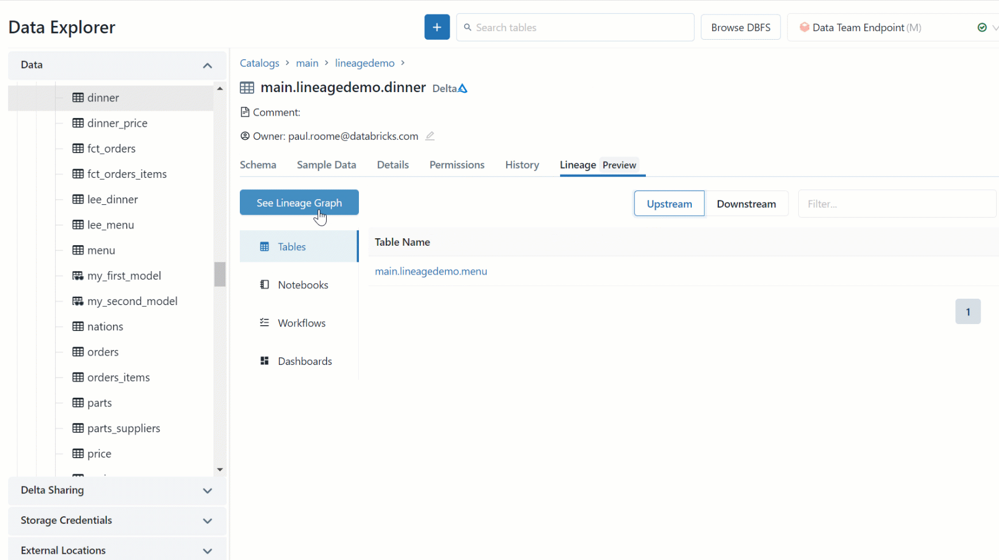 Data Explorer
+
Search tables
Browse DBFS
Data Team Endpoint (M)
Data
dinner
dinner_price
fct_orders
fct_orders_items
lee_dinner
lee_menu
menu
my_first_model
my_second_model
nations
orders
orders_items
parts
parts_suppliers
price
Delta Sharing
Storage Credentials
External Locations
Catalogs > main > lineagedemo >
main.lineagedemo.dinner Delta
Comment:
Owner: paul.roome@databricks.com
Schema Sample Data Details Permissions History Lineage Preview
See Lineage Graph
Upstream Downstream Filter...
Tables
Notebooks
Workflows
Dashboards
Table Name
main.lineagedemo.menu
1